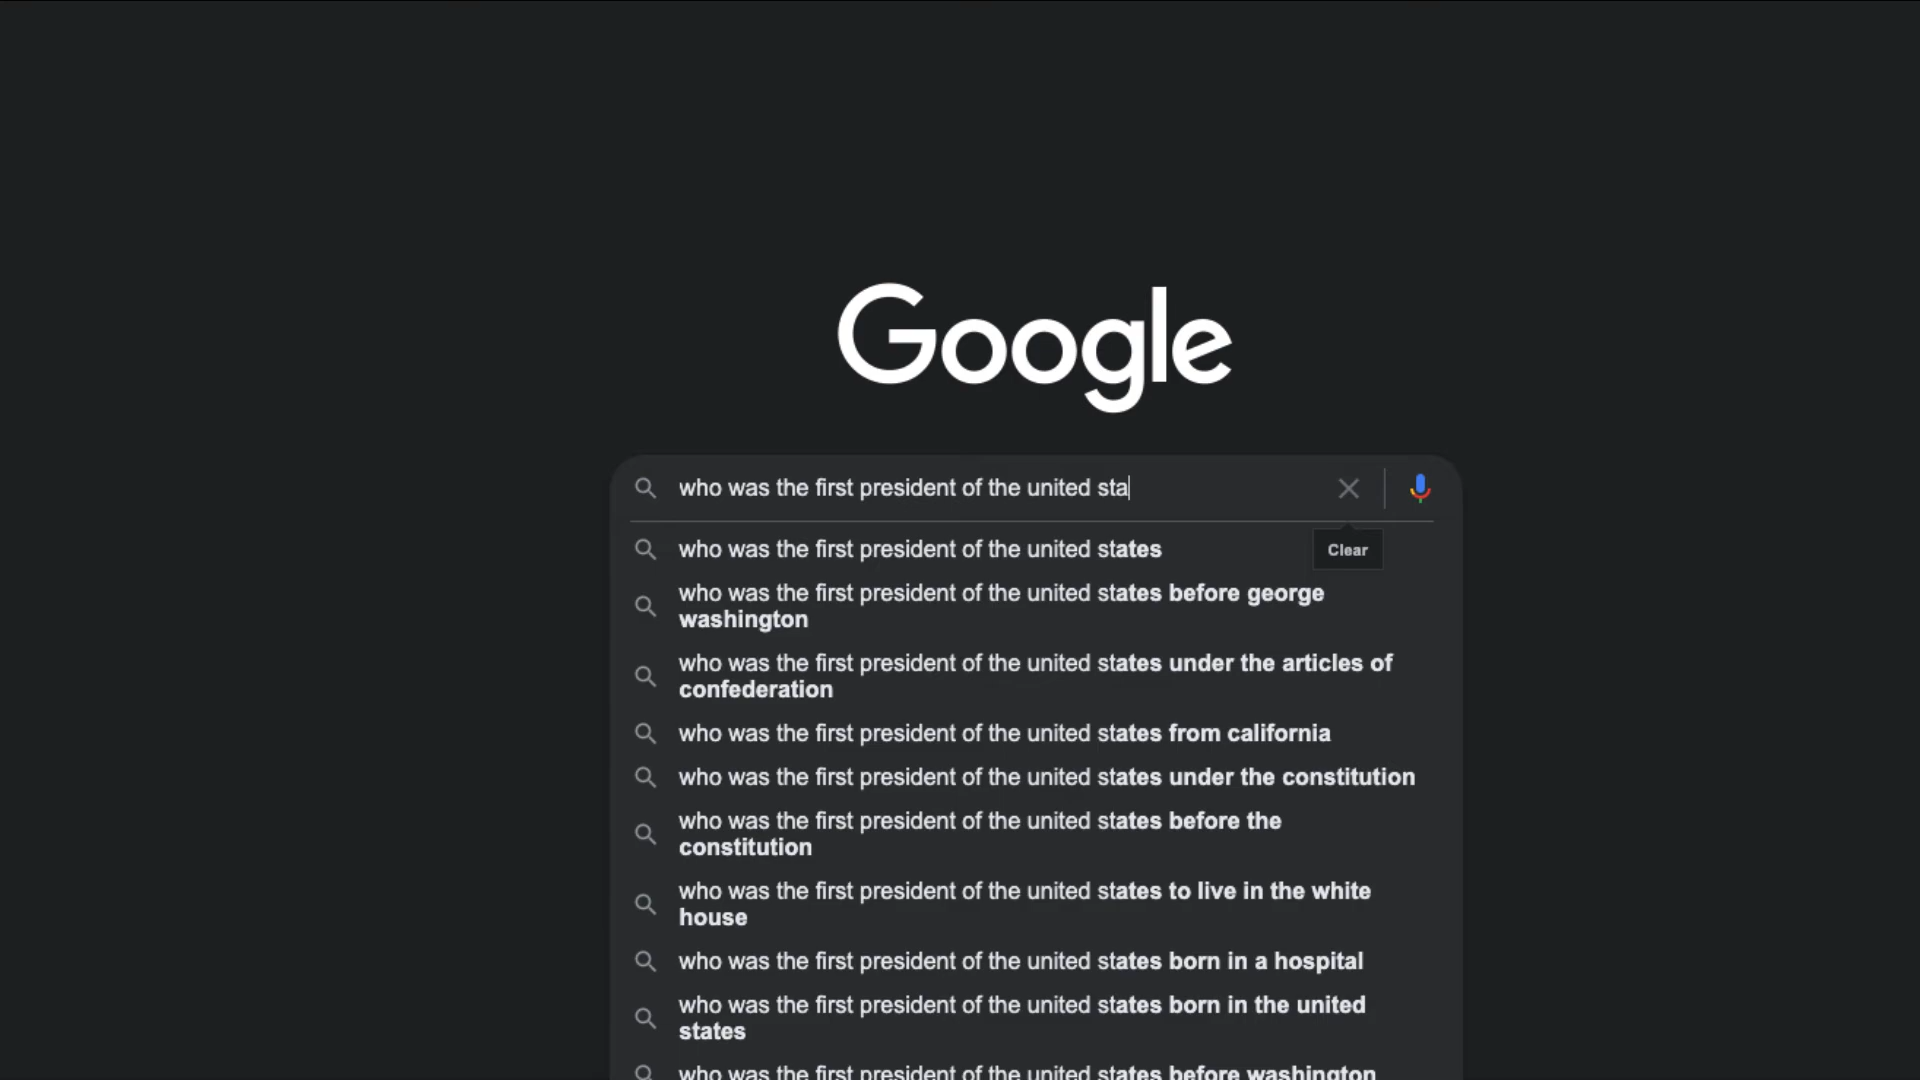 Google
who was the first president of the united sta
who was the first president of the united states
Clear
who was the first president of the united states before george
washington
who was the first president of the united states under the articles of
confederation
who was the first president of the united states from california
who was the first president of the united states under the constitution
who was the first president of the united states before the
constitution
who was the first president of the united states to live in the white
house
who was the first president of the united states born in a hospital
who was the first president of the united states born in the united
states
who was the first president of the united states before washington